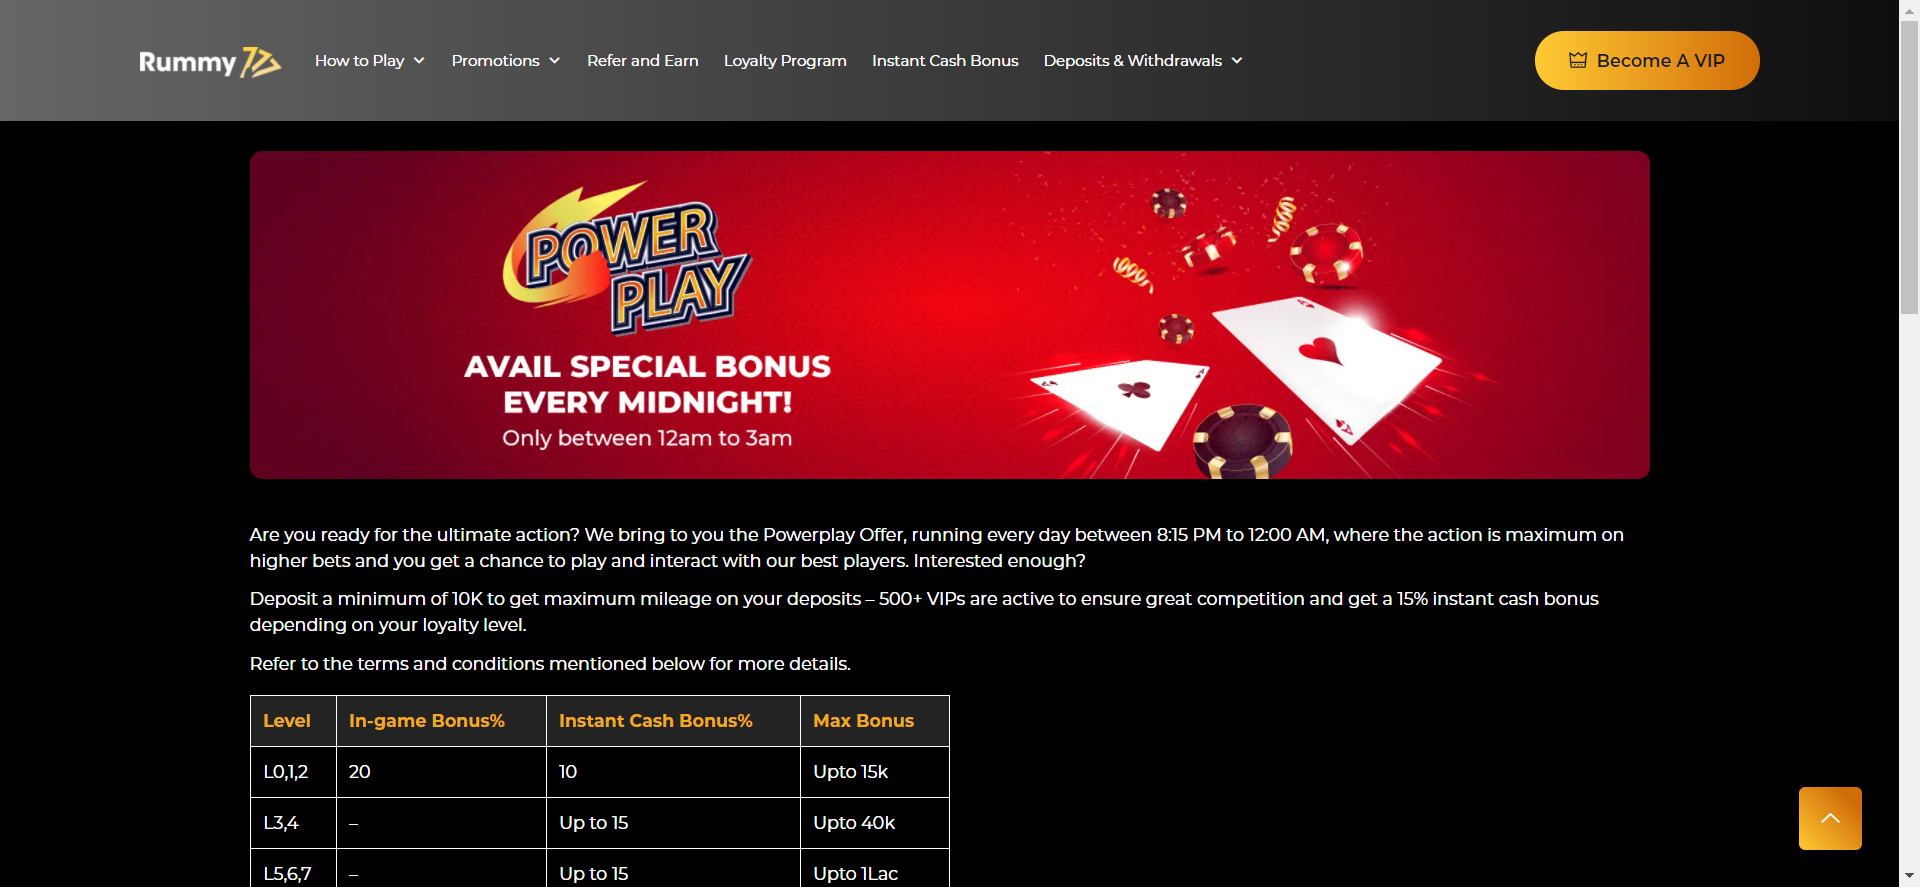 Rummy
How to Play
Promotions
Refer and Earn
Loyalty Program
Instant Cash Bonus
Deposits & Withdrawals
Become A VIP
POWER
PLAY
AVAIL SPECIAL BONUS
EVERY MIDNIGHT!
Only between 12am to 3am
Are you ready for the ultimate action? We bring to you the Powerplay Offer, running every day between 8:15 PM to 12:00 AM, where the action is maximum on
higher bets and you get a chance to play and interact with our best players. Interested enough?
Deposit a minimum of 10K to get maximum mileage on your deposits – 500+ VIPs are active to ensure great competition and get a 15% instant cash bonus
depending on your loyalty level.
Refer to the terms and conditions mentioned below for more details.
Level In-game Bonus% Instant Cash Bonus% Max Bonus
L0,1,2 20 10 Upto 15k
L3,4 – Up to 15 Upto 40k
L5,6,7 – Up to 15 Upto 1Lac